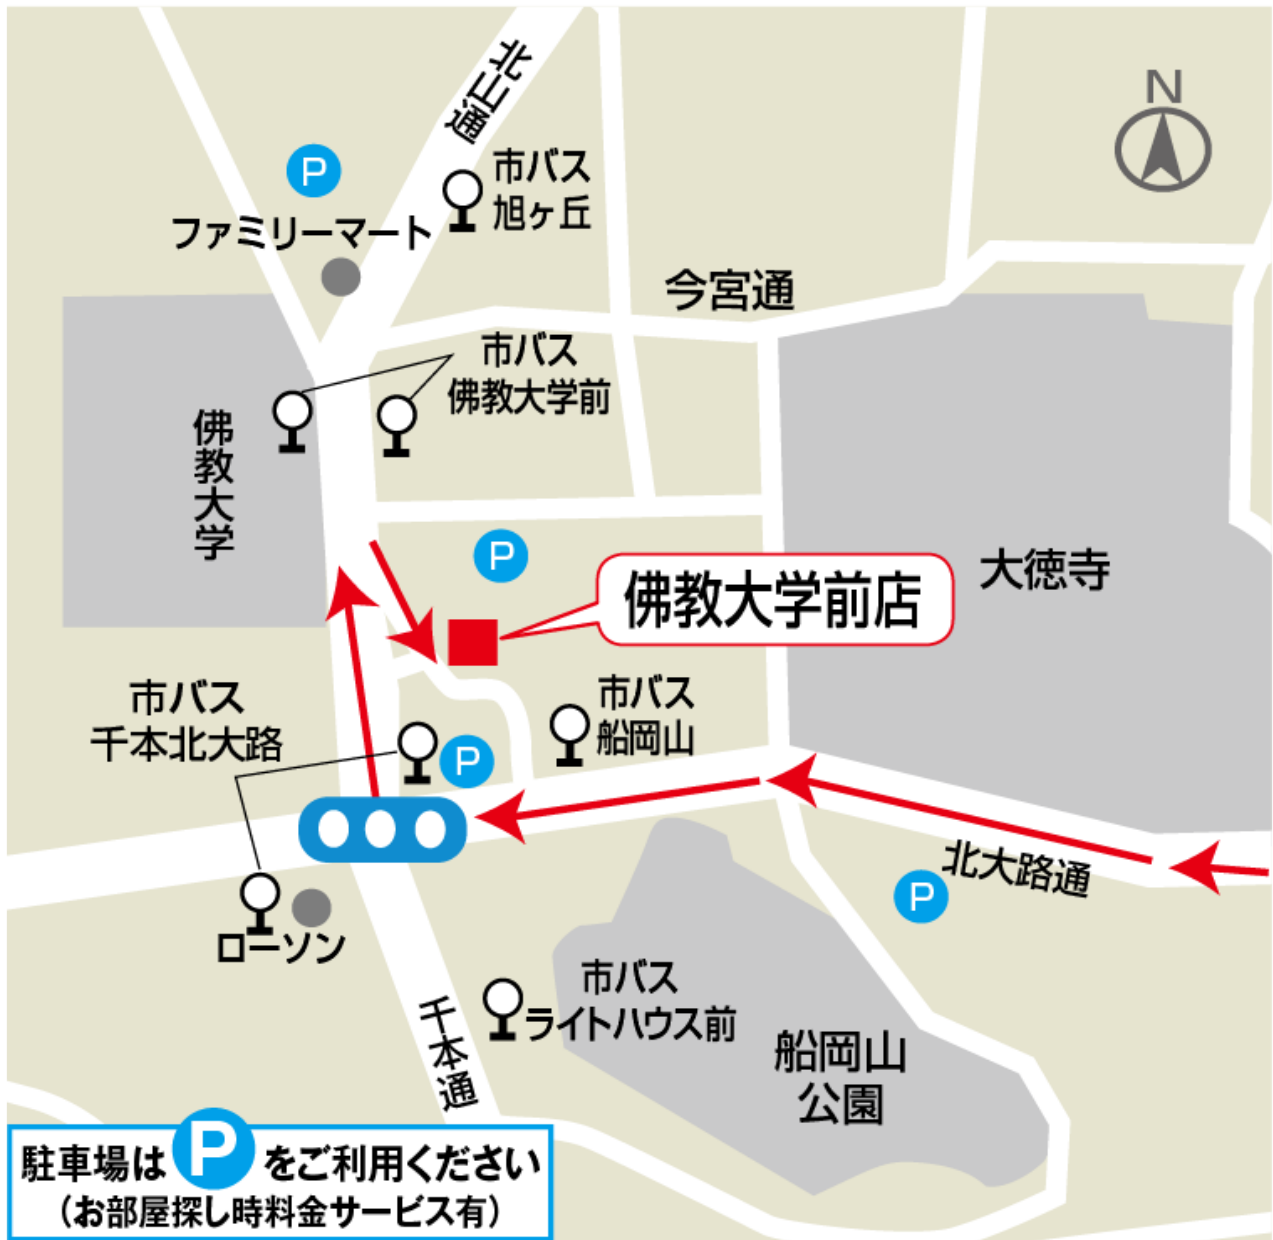 北山通
N
P
市バス
旭ヶ丘
ファミリーマート
今宮通
市バス
佛教大学前
佛教大学
P
佛教大学前店
大徳寺
市バス
千本北大路
市バス
船岡山
P
北大路通
P
ローソン
市バス
ライトハウス前
千本通
船岡山
公園
駐車場はPをご利用ください
（お部屋探し時料金サービス有）